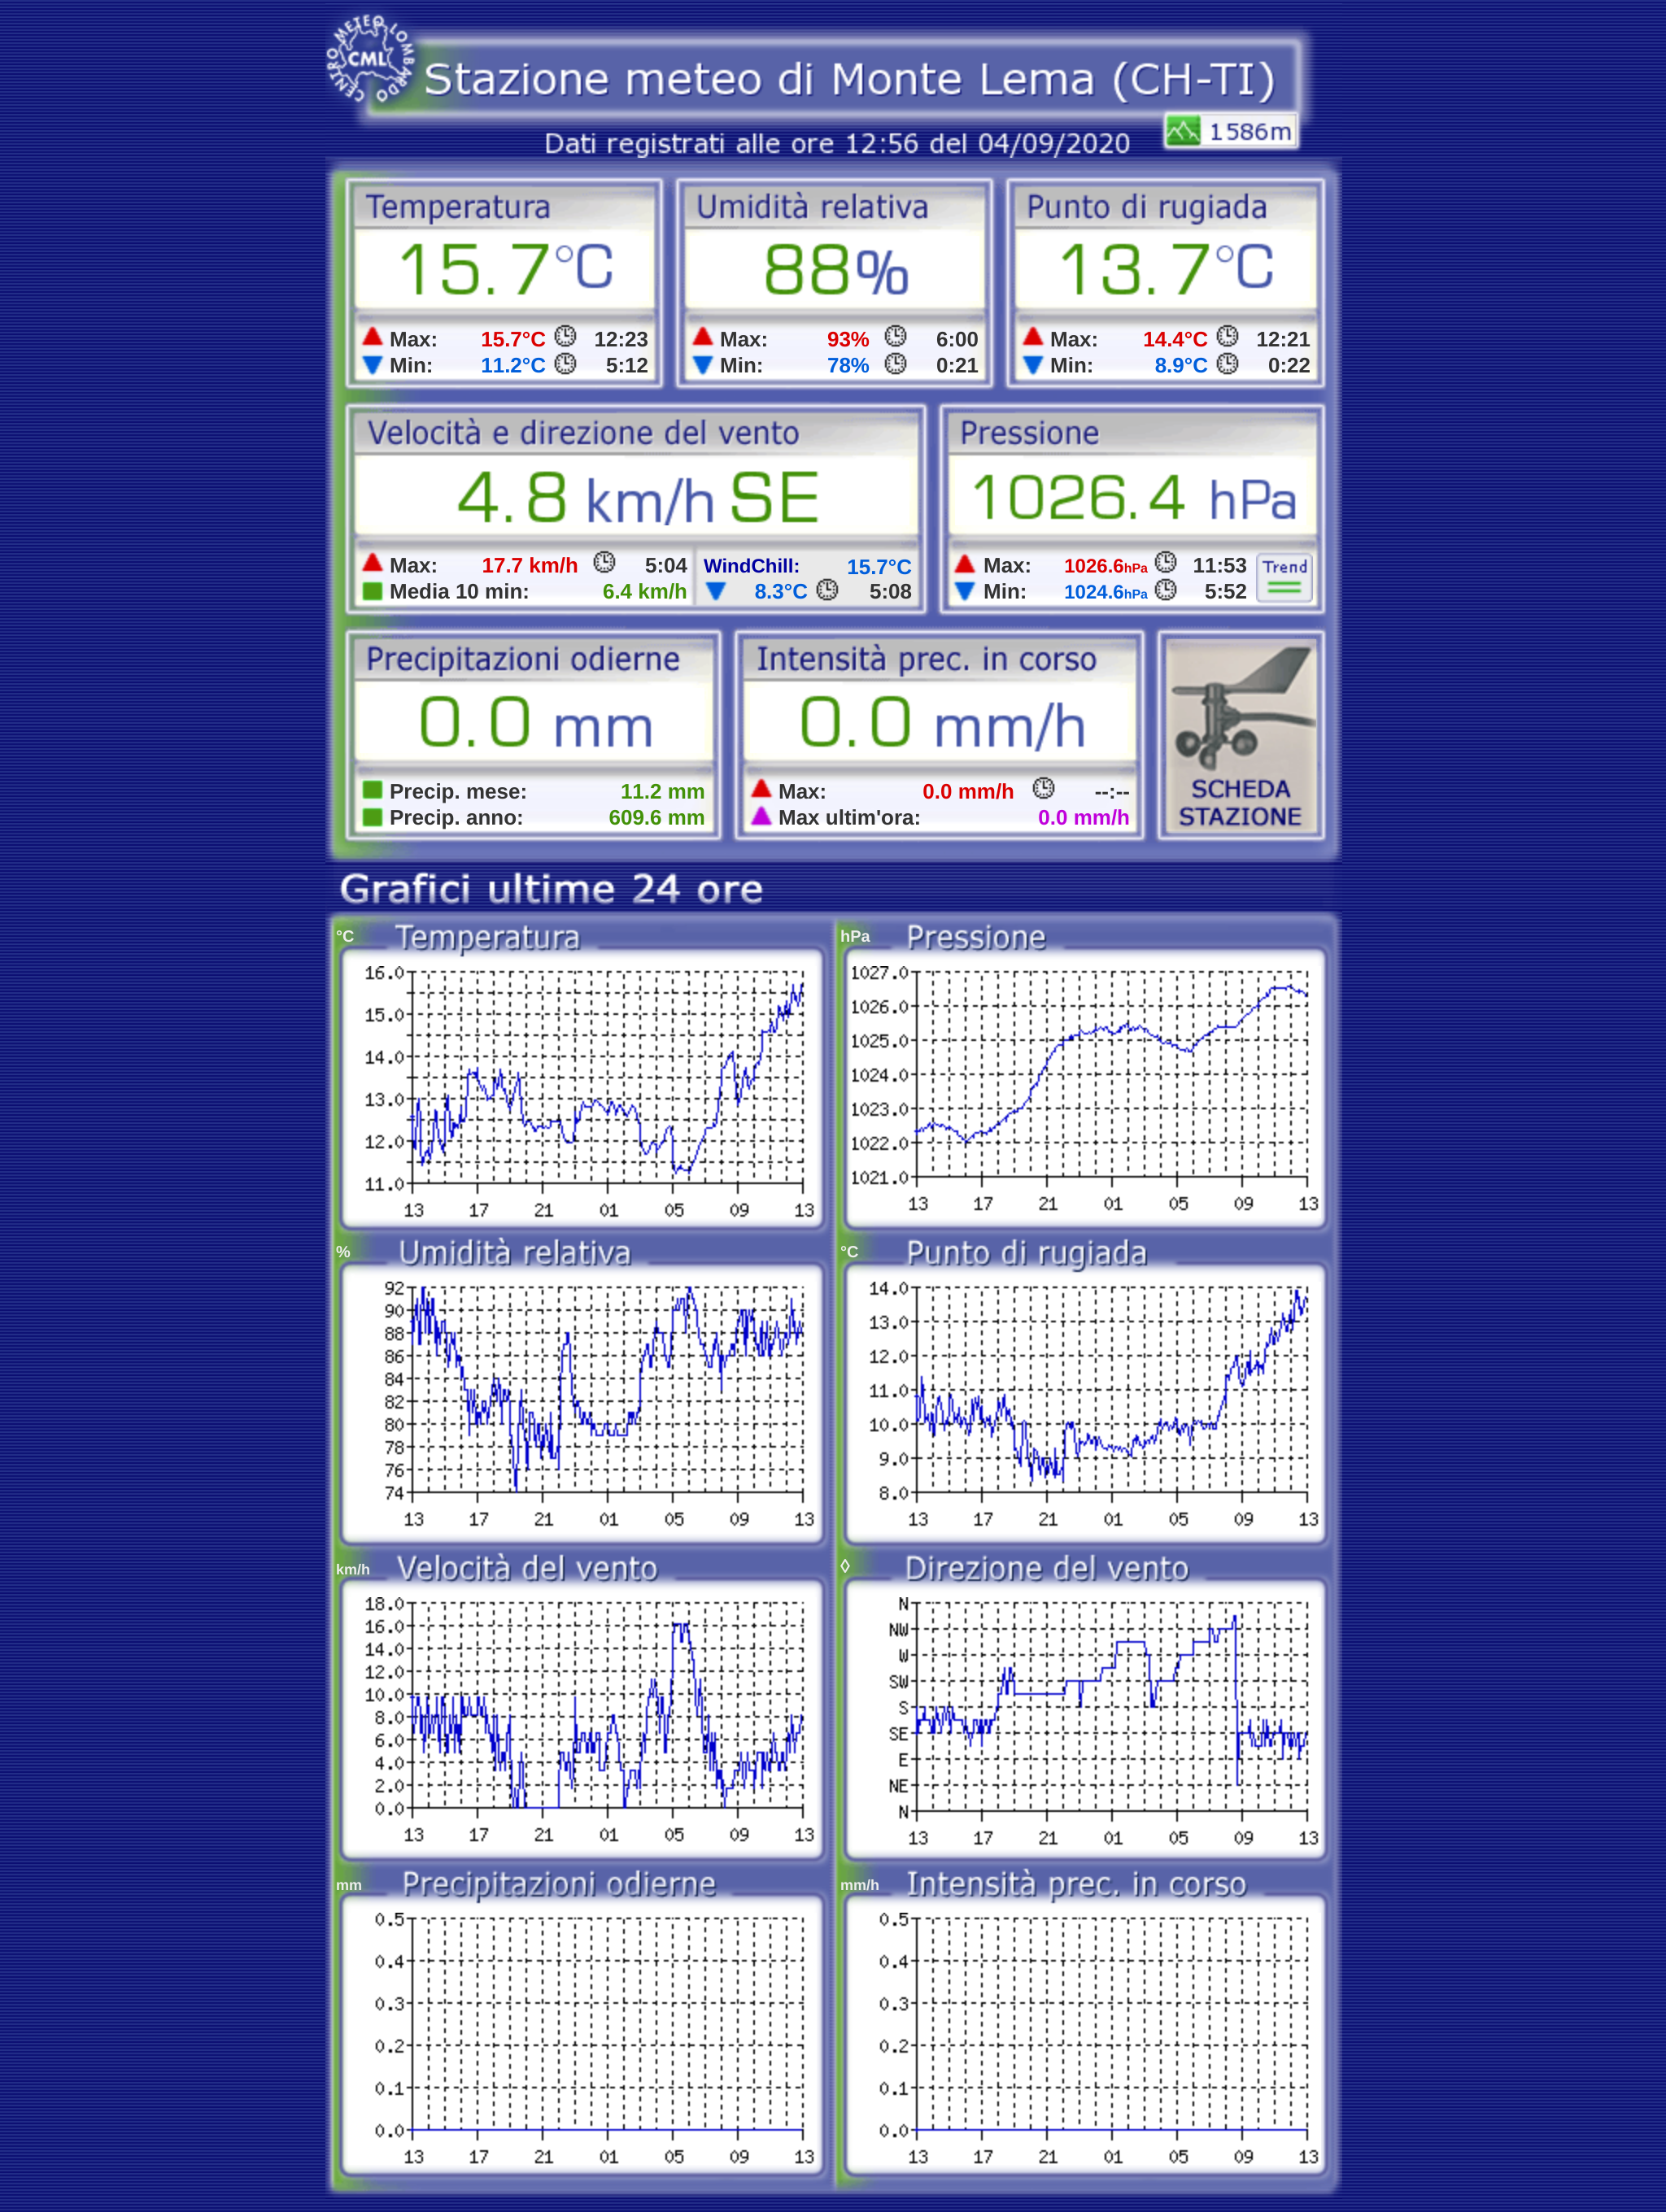 CENTRO METEO LOMBARDO
CML
Stazione meteo di Monte Lema (CH-TI)
Dati registrati alle ore 12:56 del 04/09/2020
1586m
Temperatura Umidità relativa Punto di rugiada
15.7°C 88% 13.7°C
Max: 15.7°C 12:23 Max: 93% 6:00 Max: 14.4°C 12:21
Min: 11.2°C 5:12 Min: 78% 0:21 Min: 8.9°C 0:22
Velocità e direzione del vento Pressione
4.8 km/h SE 1026.4 hPa
Max: 17.7 km/h 5:04 WindChill: 15.7°C Max: 1026.6hPa 11:53 Trend
Media 10 min: 6.4 km/h 8.3°C 5:08 Min: 1024.6hPa 5:52
Precipitazioni odierne Intensità prec. in corso
0.0 mm 0.0 mm/h
Precip. mese: 11.2 mm Max: 0.0 mm/h --:-- SCHEDA
Precip. anno: 609.6 mm Max ultim'ora: 0.0 mm/h STAZIONE
Grafici ultime 24 ore
°C Temperatura
16.0
15.0
14.0
13.0
12.0
11.0
13 17 21 01 05 09 13
hPa Pressione
1027.0
1026.0
1025.0
1024.0
1023.0
1022.0
1021.0
13 17 21 01 05 09 13
% Umidità relativa
92
90
88
86
84
82
80
78
76
74
13 17 21 01 05 09 13
°C Punto di rugiada
14.0
13.0
12.0
11.0
10.0
9.0
8.0
13 17 21 01 05 09 13
km/h Velocità del vento
18.0
16.0
14.0
12.0
10.0
8.0
6.0
4.0
2.0
0.0
13 17 21 01 05 09 13
◊ Direzione del vento
N
NW
W
SW
S
SE
E
NE
N
13 17 21 01 05 09 13
mm Precipitazioni odierne
0.5
0.4
0.3
0.2
0.1
0.0
13 17 21 01 05 09 13
mm/h Intensità prec. in corso
0.5
0.4
0.3
0.2
0.1
0.0
13 17 21 01 05 09 13